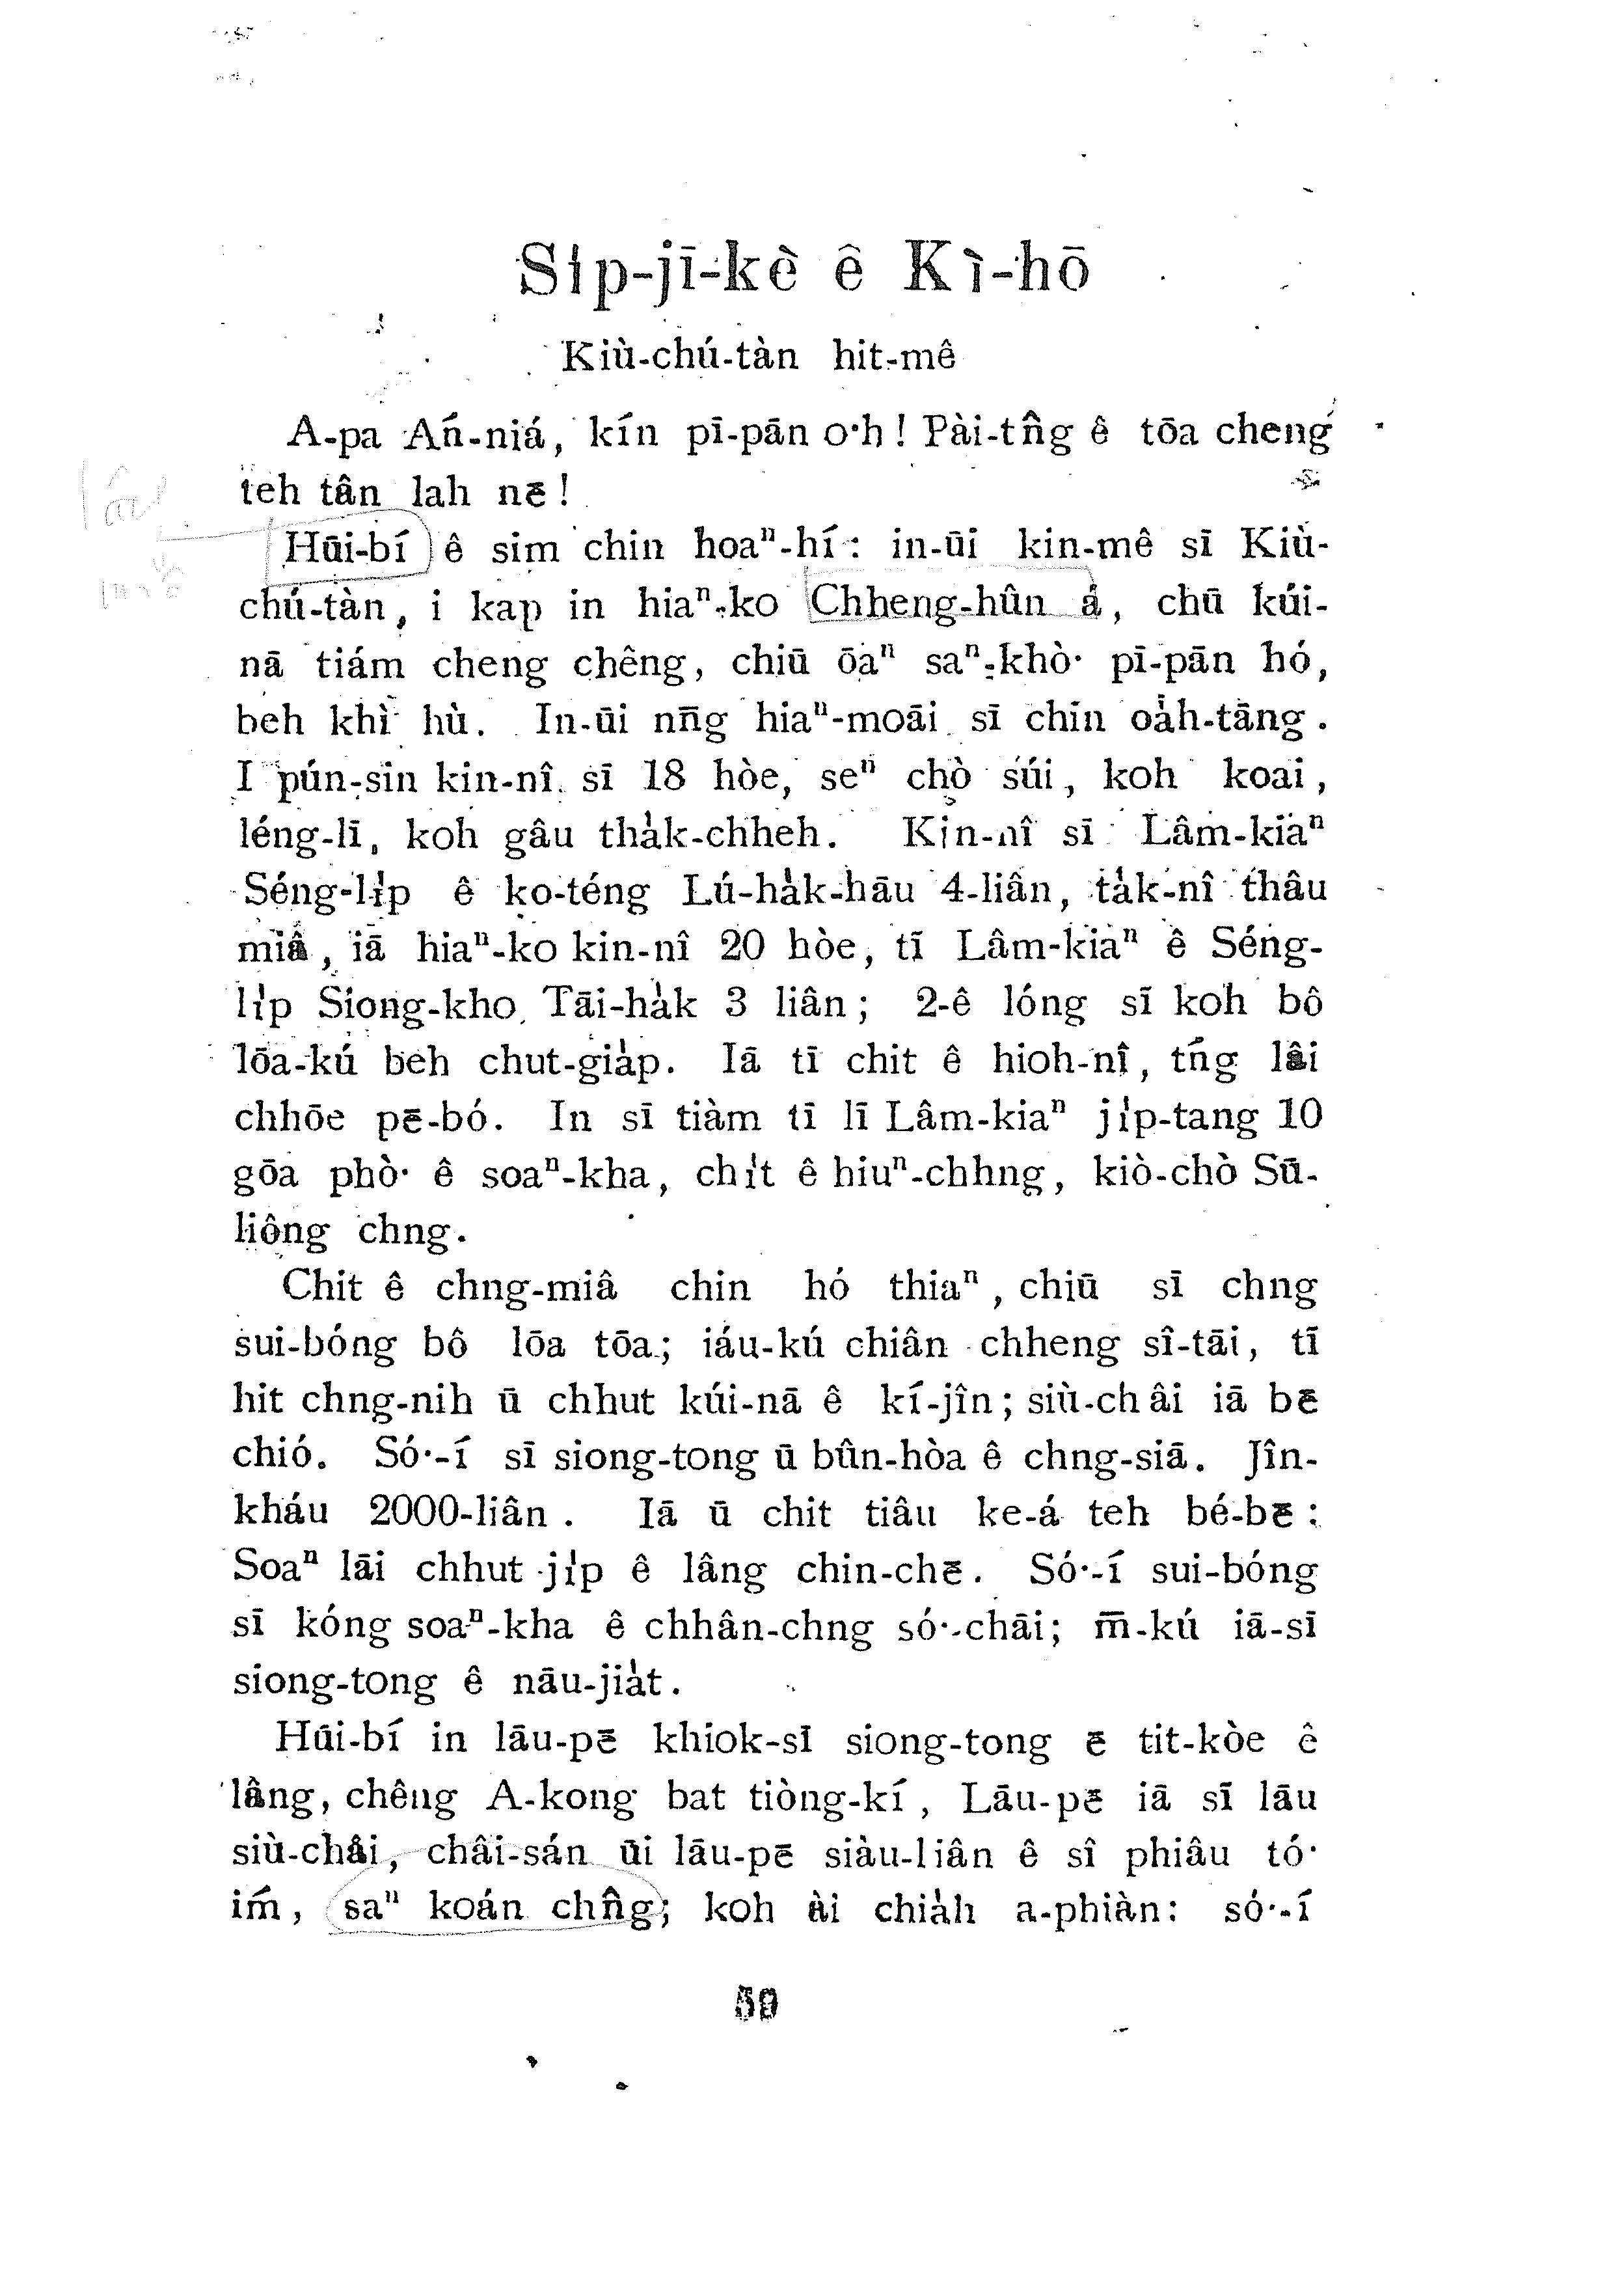 Si̍p-jī-kè ê Kì-hō
Kiù-chú-tàn hit-mê
A-pa Ań-niá, kín pī-pān o·h! Pài-tn̂g ê tōa cheng
teh tân lah nē!
Hūi-bí ê sim chin hoaⁿ-hí: in-ūi kin-mê sī Kiù-
chú-tàn, i kap in hiaⁿ-ko Chheng-hûn á, chū kúi-
nā tiám cheng chêng, chiū ōaⁿ saⁿ-khò· pī-pān hó,
beh khì hù. In-ūi nn̄g hiaⁿ-moāi sī chin oa̍h-tāng.
I pún-sin kin-nî sī 18 hòe, seⁿ chò súi, koh koai,
léng-lī, koh gâu tha̍k-chheh. Kin-nî sī Lâm-kiaⁿ
Séng-li̍p ê ko-téng Lú-ha̍k-hāu 4-liân, ta̍k-nî thâu
miâ, iā hiaⁿ-ko kin-nî 20 hòe, tī Lâm-kiaⁿ ê Séng-
li̍p Siong-kho Tāi-ha̍k 3 liân; 2-ê lóng sī koh bô
lōa-kú beh chut-gia̍p. Iā tī chit ê hioh-nî, tńg lâi
chhōe pē-bó. In sī tiàm tī lī Lâm-kiaⁿ ji̍p-tang 10
gōa phò· ê soaⁿ-kha, chi̍t ê hiuⁿ-chhng, kiò-chò Sū-
liông chng.
Chit ê chng-miâ chin hó thiaⁿ, chiū sī chng
sui-bóng bô lōa tōa; iáu-kú chiân chheng sî-tāi, tī
hit chng-nih ū chhut kúi-nā ê kí-jîn; siù-châi iā bē
chió. Só·-í sī siong-tong ū bûn-hòa ê chng-siā. Jîn-
kháu 2000-liân. Iā ū chit tiâu ke-á teh bé-bē:
Soaⁿ lāi chhut ji̍p ê lâng chin-chē. Só·-í sui-bóng
sī kóng soaⁿ-kha ê chhân-chng só·-chāi; m̄-kú iā-sī
siong-tong ê nāu-jia̍t.
Hūi-bí in lāu-pē khiok-sī siong-tong ē tit-kòe ê
lâng, chêng A-kong bat tiòng-kí, Lāu-pē iā sī lāu
siù-châi, châi-sán ūi lāu-pē siàu-liân ê sî phiâu tó·
iḿ, saⁿ koán chn̂g; koh ài chia̍h a-phiàn: só·-í
59